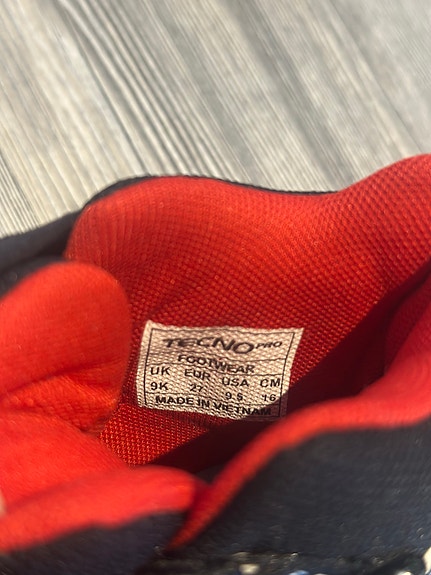 TECNOPRO
FOOTWEAR
UK EUR USA CM
9K 27 9.5 16
MADE IN VIETNAM